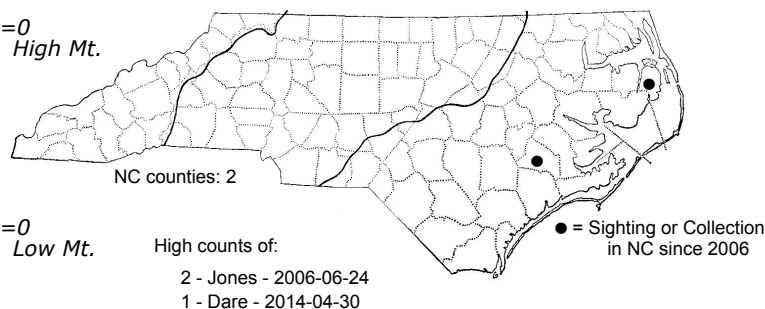 =0
High Mt.
NC counties: 2
=0
Low Mt.
High counts of:
2 - Jones - 2006-06-24
1 - Dare - 2014-04-30
● = Sighting or Collection
in NC since 2006